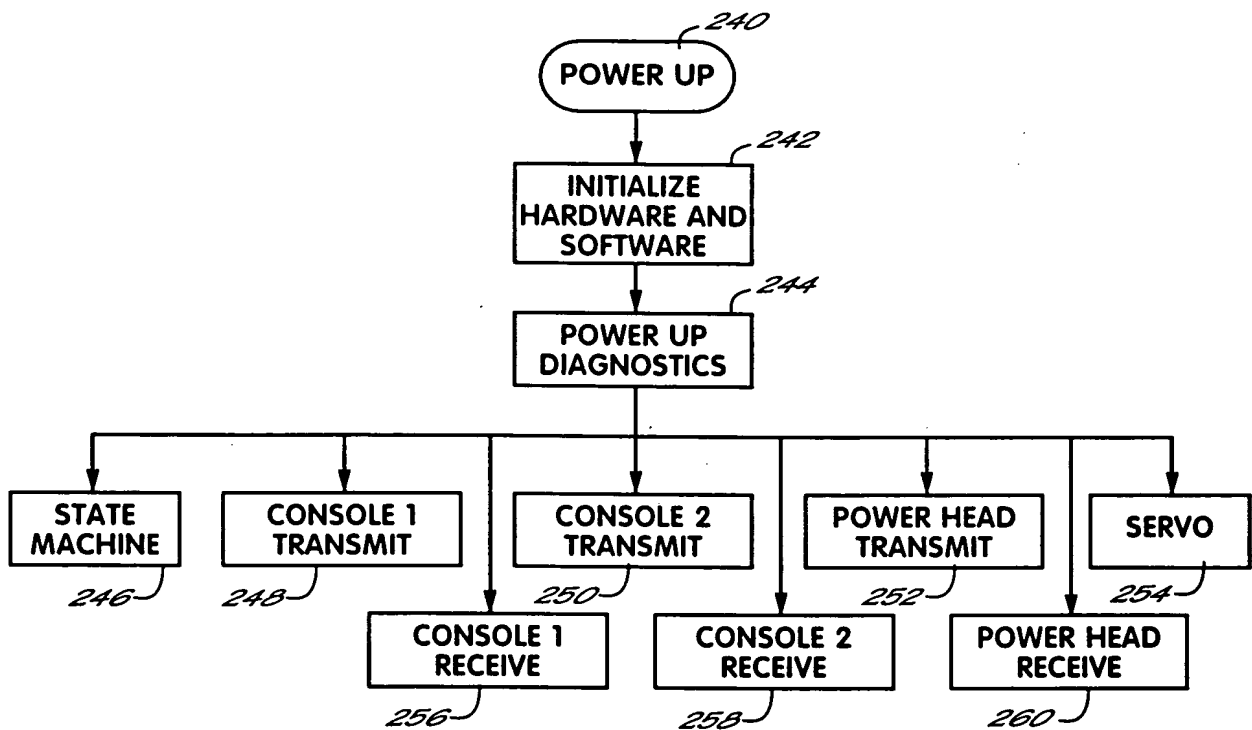 240
POWER UP
242
INITIALIZE
HARDWARE AND
SOFTWARE
244
POWER UP
DIAGNOSTICS
STATE
MACHINE
246
CONSOLE 1
TRANSMIT
248
CONSOLE 2
TRANSMIT
250
POWER HEAD
TRANSMIT
252
SERVO
254
CONSOLE 1
RECEIVE
256
CONSOLE 2
RECEIVE
258
POWER HEAD
RECEIVE
260